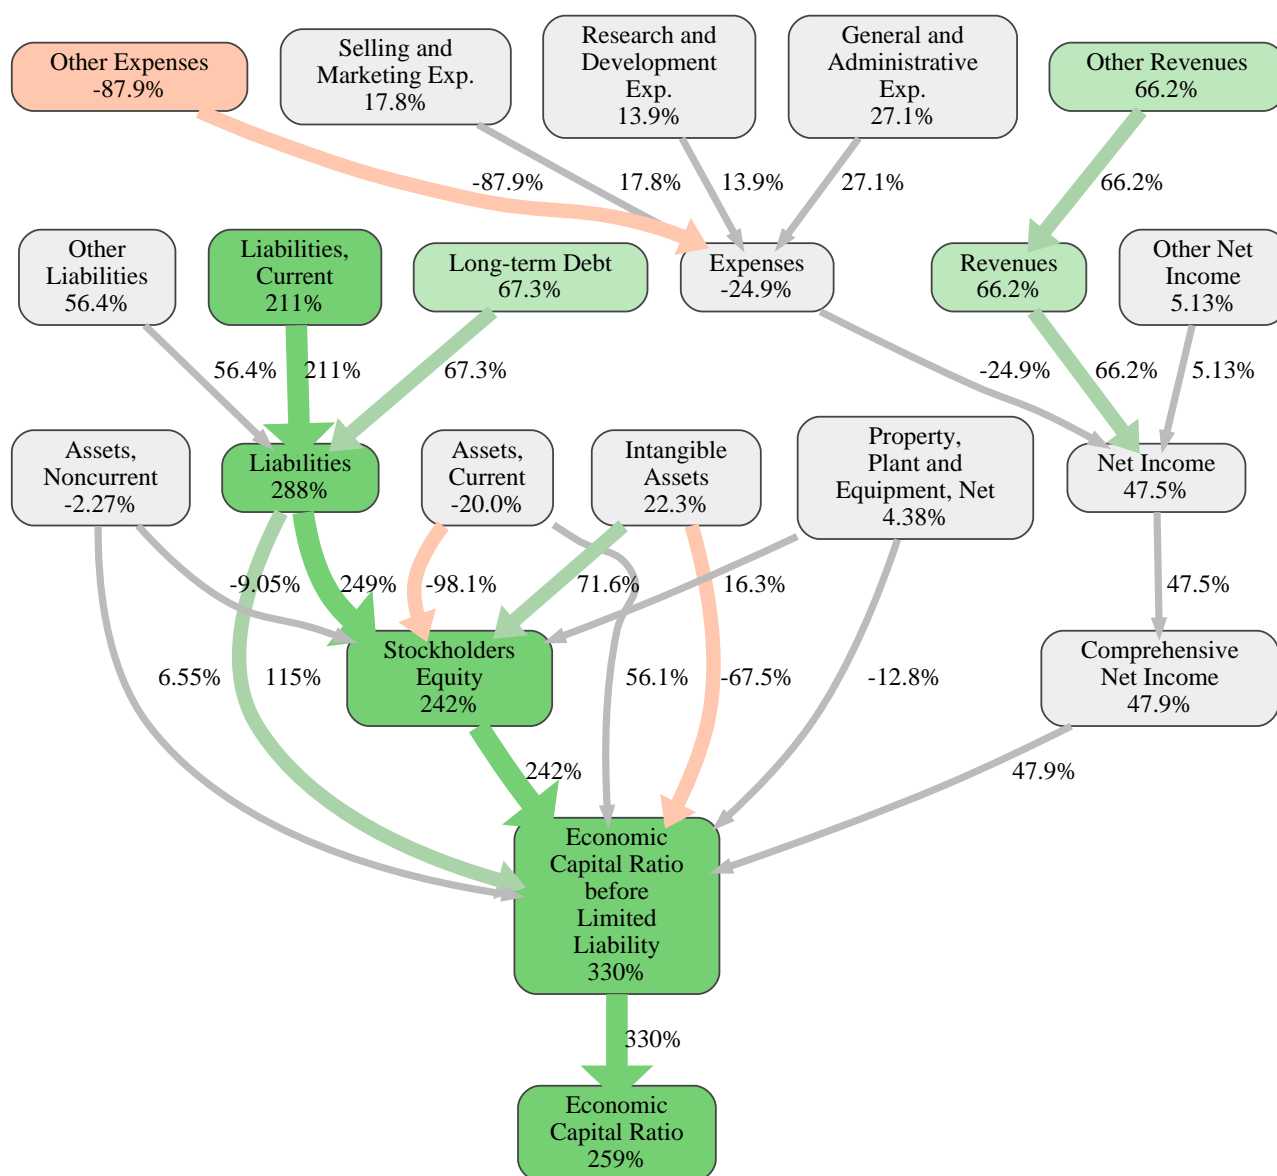 Other Expenses
-87.9%
Selling and
Marketing Exp.
17.8%
Research and
Development
Exp.
13.9%
General and
Administrative
Exp.
27.1%
Other Revenues
66.2%
-87.9%
17.8%
13.9%
27.1%
66.2%
Other
Liabilities
56.4%
Liabilities,
Current
211%
Long-term Debt
67.3%
Expenses
-24.9%
Revenues
66.2%
Other Net
Income
5.13%
56.4%
211%
67.3%
-24.9%
66.2%
5.13%
Assets,
Noncurrent
-2.27%
Liabilities
288%
Assets,
Current
-20.0%
Intangible
Assets
22.3%
Property,
Plant and
Equipment, Net
4.38%
Net Income
47.5%
-9.05%
249%
-98.1%
71.6%
16.3%
47.5%
Stockholders
Equity
242%
Comprehensive
Net Income
47.9%
6.55%
115%
56.1%
-67.5%
-12.8%
242%
47.9%
Economic
Capital Ratio
before
Limited
Liability
330%
330%
Economic
Capital Ratio
259%